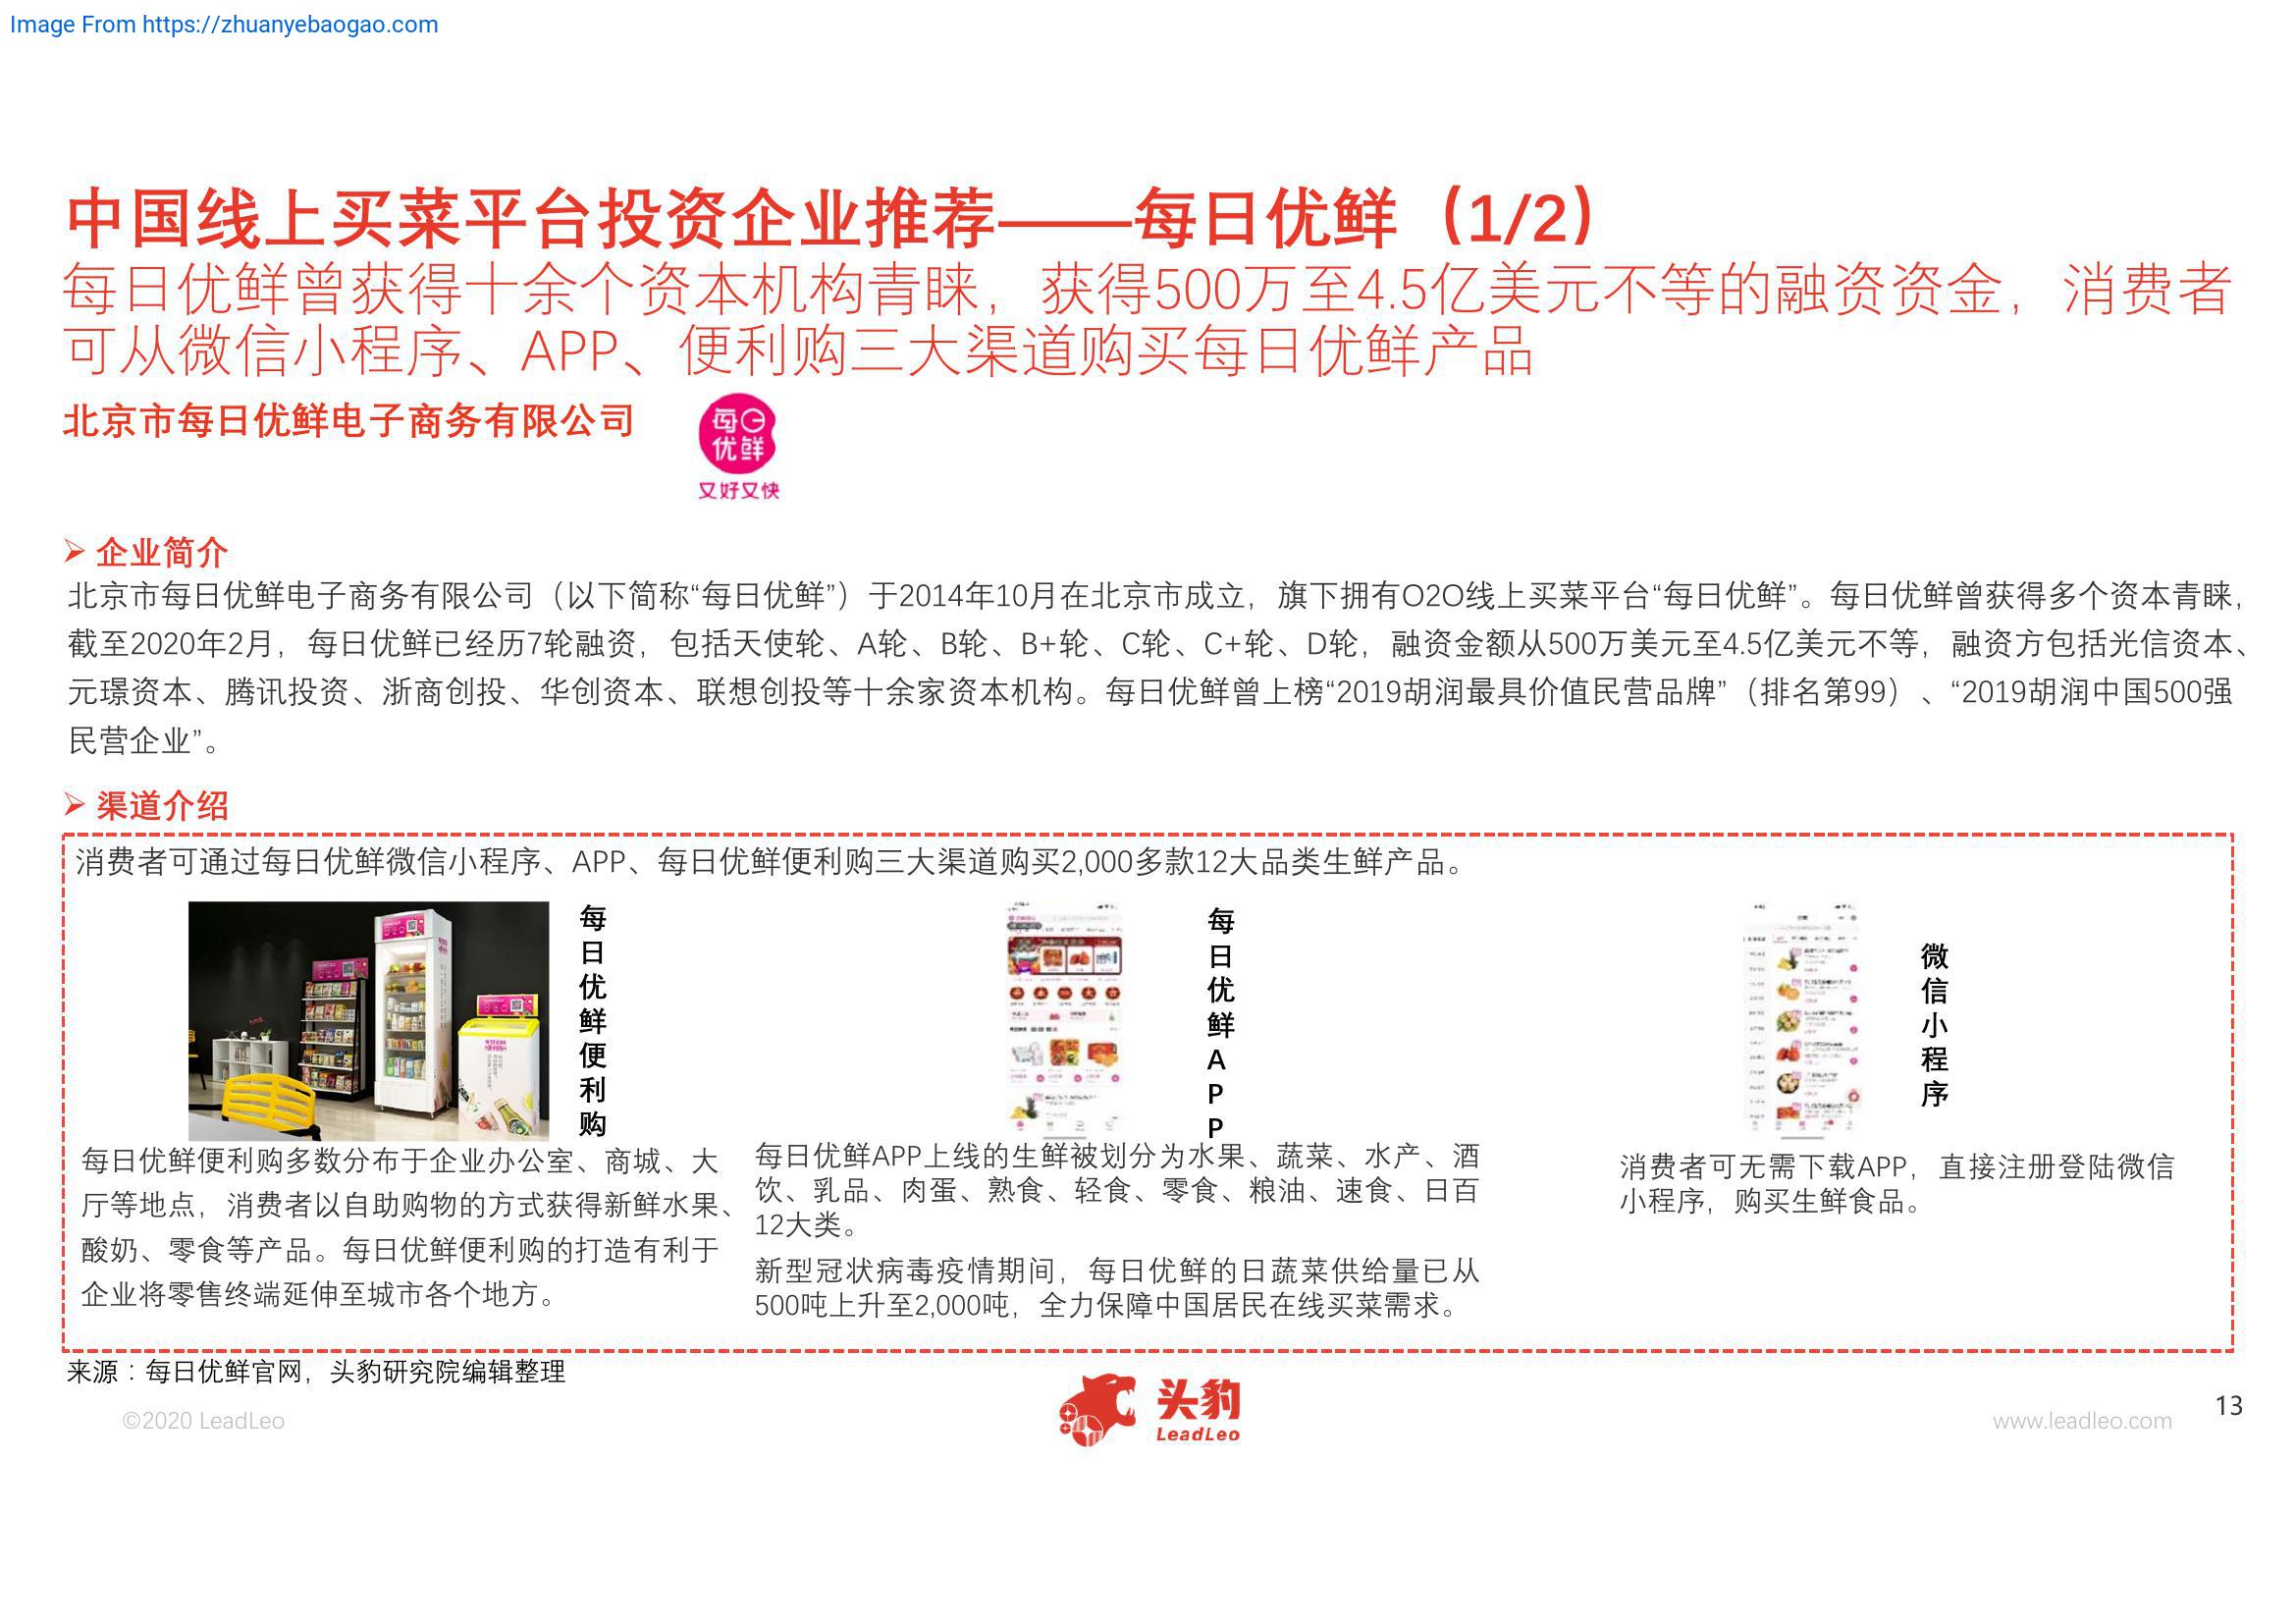 Image From https://zhuanyebaogao.com
中国线上买菜平台投资企业推荐——每日优鲜（1/2）
每日优鲜曾获得十余个资本机构青睐，获得500万至4.5亿美元不等的融资资金，消费者
可从微信小程序、APP、便利购三大渠道购买每日优鲜产品
北京市每日优鲜电子商务有限公司
每日
优鲜
又好又快
➢ 企业简介
北京市每日优鲜电子商务有限公司（以下简称“每日优鲜”）于2014年10月在北京市成立，旗下拥有O2O线上买菜平台“每日优鲜”。每日优鲜曾获得多个资本青睐，
截至2020年2月，每日优鲜已经历7轮融资，包括天使轮、A轮、B轮、B+轮、C轮、C+轮、D轮，融资金额从500万美元至4.5亿美元不等，融资方包括光信资本、
元璟资本、腾讯投资、浙商创投、华创资本、联想创投等十余家资本机构。每日优鲜曾上榜“2019胡润最具价值民营品牌”（排名第99）、“2019胡润中国500强
民营企业”。
➢ 渠道介绍
消费者可通过每日优鲜微信小程序、APP、每日优鲜便利购三大渠道购买2,000多款12大品类生鲜产品。
每日优鲜便利购
每日优鲜便利购多数分布于企业办公室、商城、大
厅等地点，消费者以自助购物的方式获得新鲜水果、
酸奶、零食等产品。每日优鲜便利购的打造有利于
企业将零售终端延伸至城市各个地方。
每日优鲜APP
每日优鲜APP上线的生鲜被划分为水果、蔬菜、水产、酒
饮、乳品、肉蛋、熟食、轻食、零食、粮油、速食、日百
12大类。
新型冠状病毒疫情期间，每日优鲜的日蔬菜供给量已从
500吨上升至2,000吨，全力保障中国居民在线买菜需求。
微信小程序
消费者可无需下载APP，直接注册登陆微信
小程序，购买生鲜食品。
来源：每日优鲜官网，头豹研究院编辑整理
©2020 LeadLeo
头豹
LeadLeo
www.leadleo.com
13